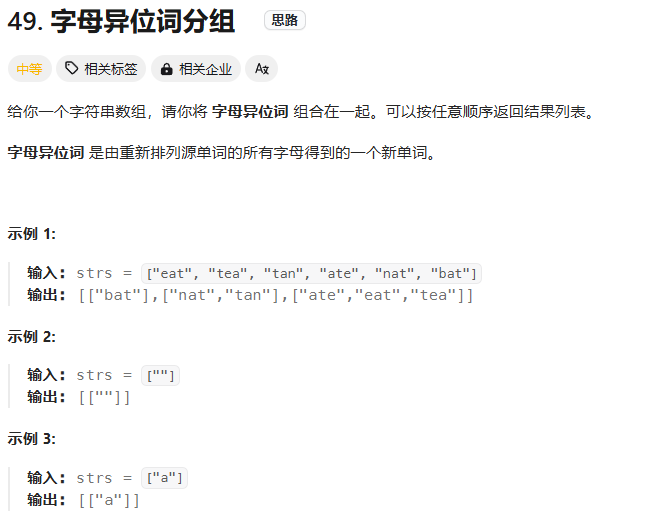 49. 字母异位词分组 思路
中等 相关标签 相关企业 Aあ
给你一个字符串数组，请你将 字母异位词 组合在一起。可以按任意顺序返回结果列表。
字母异位词 是由重新排列源单词的所有字母得到的一个新单词。
示例 1:
输入: strs = ["eat", "tea", "tan", "ate", "nat", "bat"]
输出: [["bat"],["nat","tan"],["ate","eat","tea"]]
示例 2:
输入: strs = [""]
输出: [[""]]
示例 3:
输入: strs = ["a"]
输出: [["a"]]